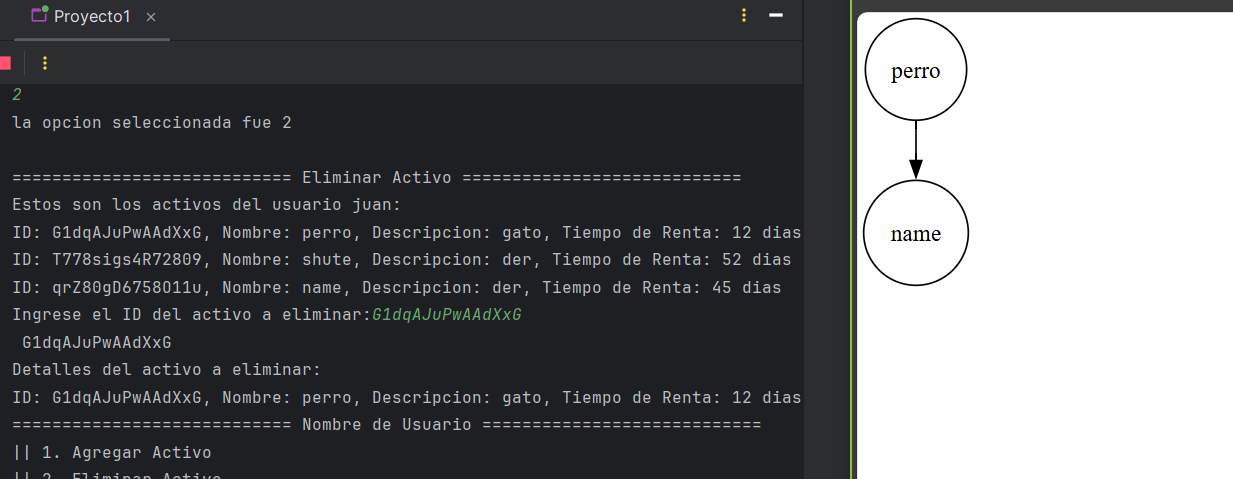 Proyecto1
2
la opcion seleccionada fue 2
============================ Eliminar Activo ============================
Estos son los activos del usuario juan:
ID: G1dqAJuPwAAdXxG, Nombre: perro, Descripcion: gato, Tiempo de Renta: 12 dias
ID: T778sigs4R72809, Nombre: shute, Descripcion: der, Tiempo de Renta: 52 dias
ID: qrZ80gD6758O11u, Nombre: name, Descripcion: der, Tiempo de Renta: 45 dias
Ingrese el ID del activo a eliminar:G1dqAJuPwAAdXxG
G1dqAJuPwAAdXxG
Detalles del activo a eliminar:
ID: G1dqAJuPwAAdXxG, Nombre: perro, Descripcion: gato, Tiempo de Renta: 12 dias
============================ Nombre de Usuario ============================
|| 1. Agregar Activo
|| 2. Eliminar Activo
perro
name